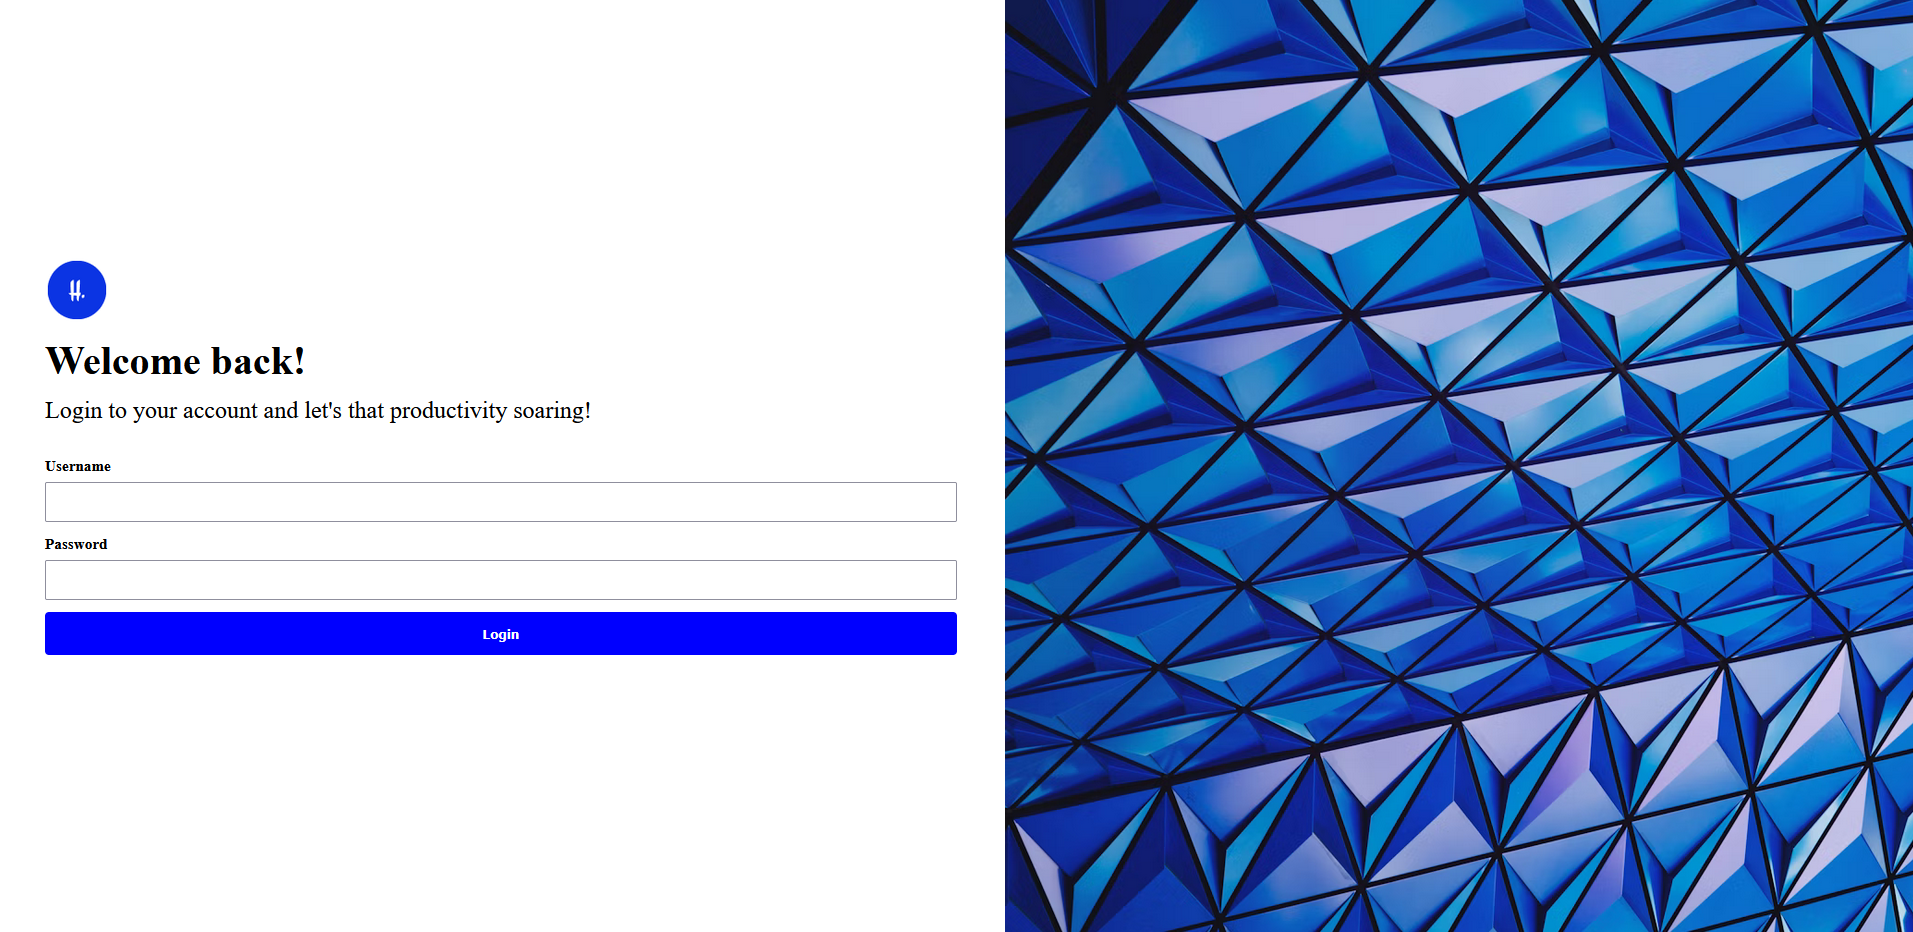 H.
Welcome back!
Login to your account and let's that productivity soaring!
Username
Password
Login